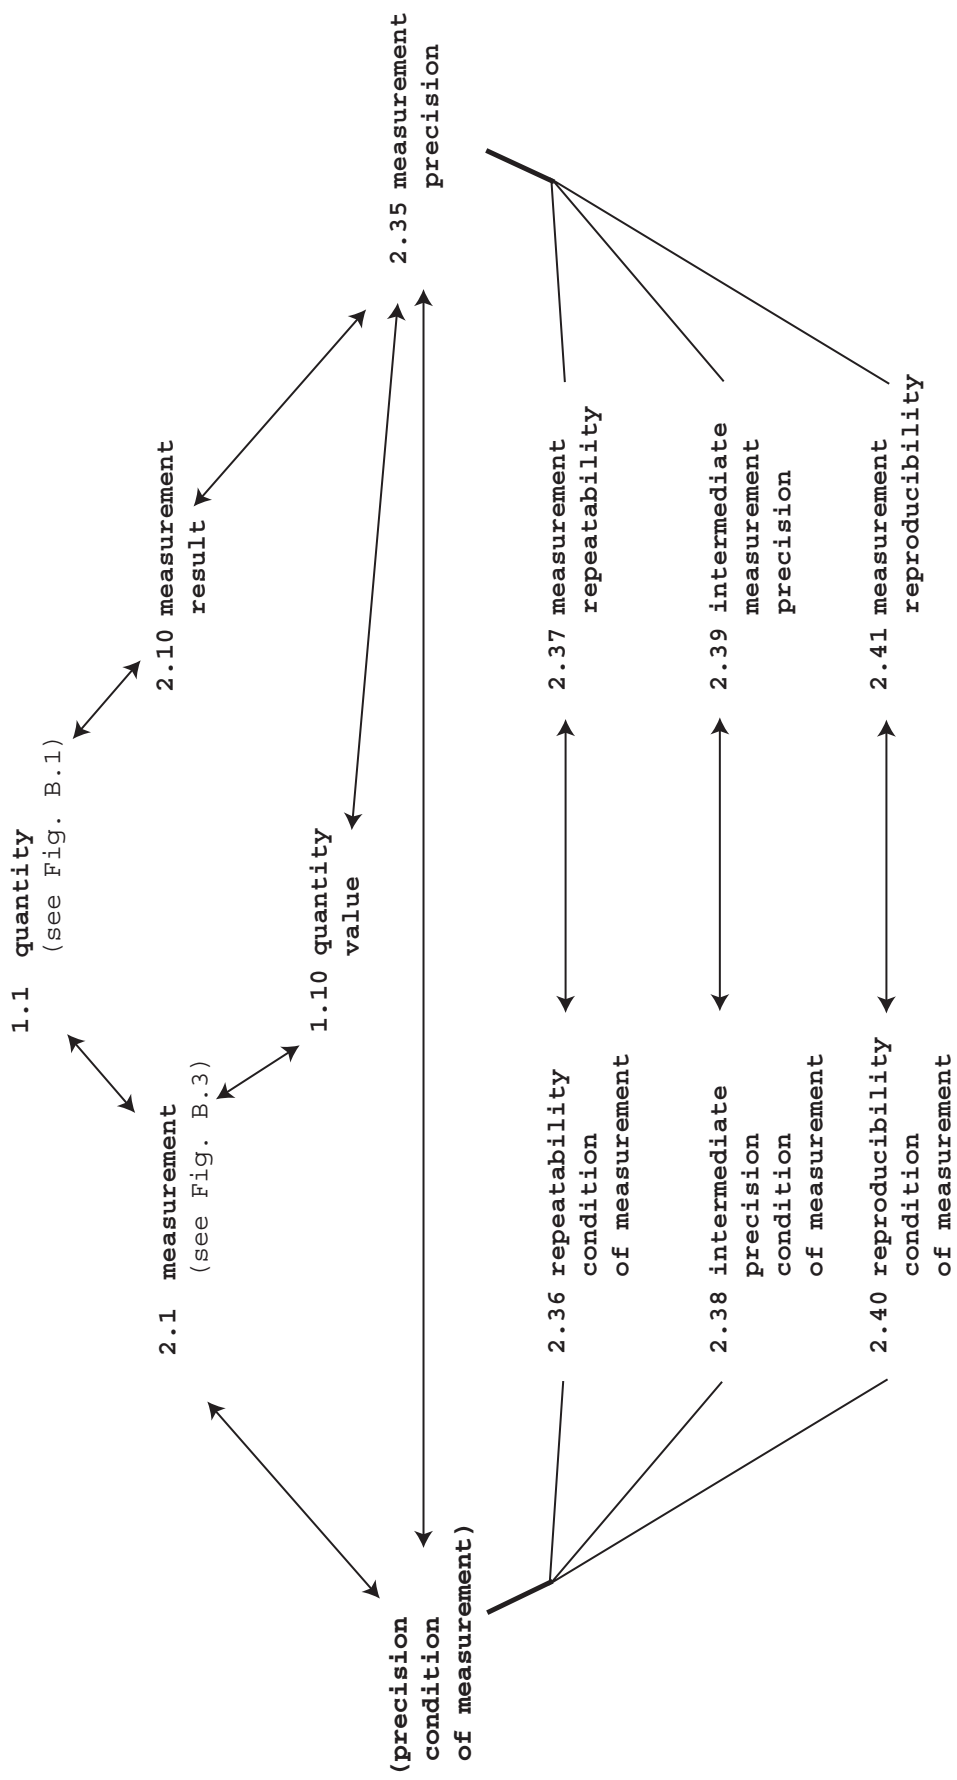 1.1 quantity
(see Fig. B.1)
2.1 measurement
(see Fig. B.3)
2.10 measurement
result
1.10 quantity
value
(precision
condition
of measurement)
2.35 measurement
precision
2.36 repeatability
condition
of measurement
2.37 measurement
repeatability
2.38 intermediate
precision
condition
of measurement
2.39 intermediate
measurement
precision
2.40 reproducibility
condition
of measurement
2.41 measurement
reproducibility